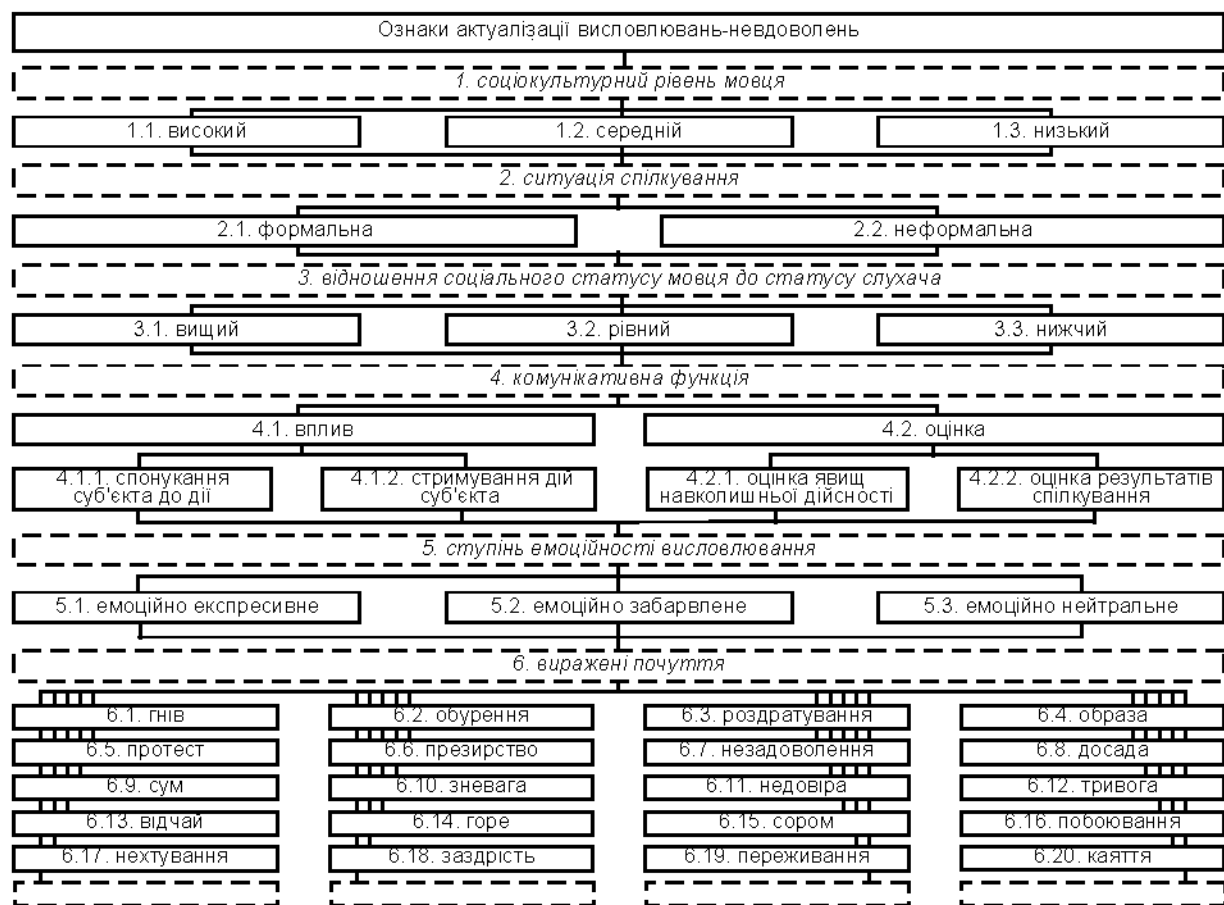 Ознаки актуалізації висловлювань-невдоволень
1. соціокультурний рівень мовця
1.1. високий
1.2. середній
1.3. низький
2. ситуація спілкування
2.1. формальна
2.2. неформальна
3. відношення соціального статусу мовця до статусу слухача
3.1. вищий
3.2. рівний
3.3. нижчий
4. комунікативна функція
4.1. вплив
4.2. оцінка
4.1.1. спонукання
суб'єкта до дії
4.1.2. стримування дій
суб'єкта
4.2.1. оцінка явищ
навколишньої дійсності
4.2.2. оцінка результатів
спілкування
5. ступінь емоційності висловлювання
5.1. емоційно експресивне
5.2. емоційно забарвлене
5.3. емоційно нейтральне
6. виражені почуття
6.1. гнів
6.2. обурення
6.3. роздратування
6.4. образа
6.5. протест
6.6. презирство
6.7. незадоволення
6.8. досада
6.9. сум
6.10. зневага
6.11. недовіра
6.12. тривога
6.13. відчай
6.14. горе
6.15. сором
6.16. побоювання
6.17. нехтування
6.18. заздрість
6.19. переживання
6.20. каяття